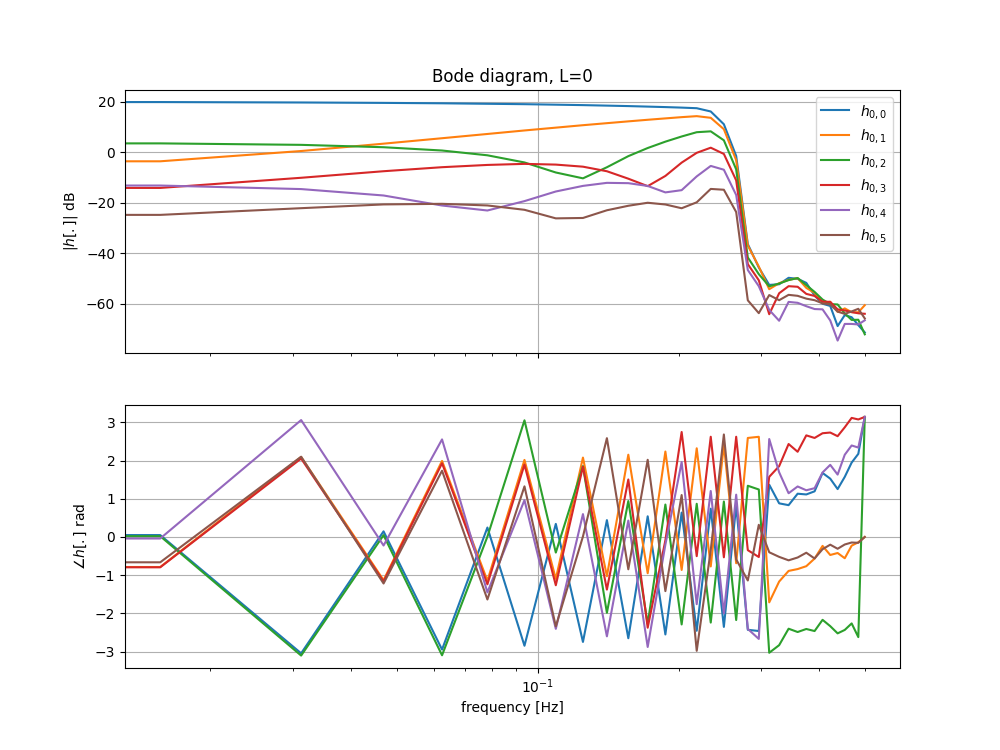 Bode diagram, L=0
|h[.]| dB
20
0
−20
−40
−60
h0,0
h0,1
h0,2
h0,3
h0,4
h0,5
∠h[.] rad
3
2
1
0
−1
−2
−3
10−1
frequency [Hz]